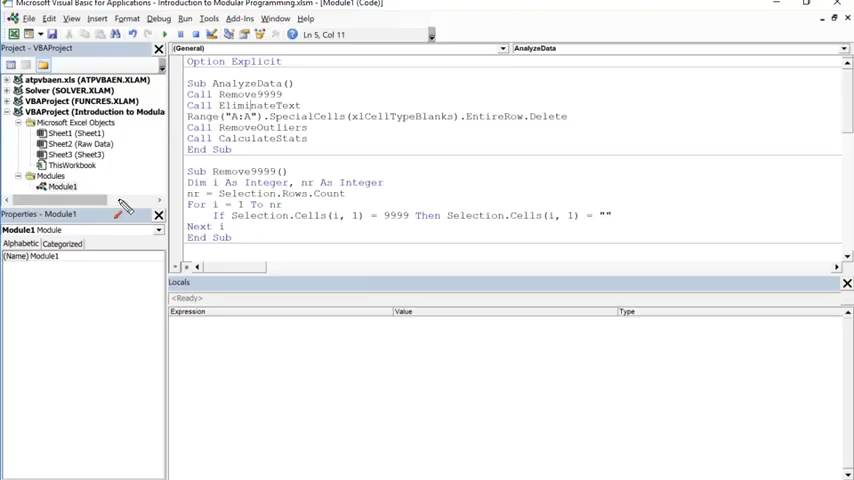 Microsoft Visual Basic for Applications - Introduction to Modular Programming.xlsm - [Module1 (Code)]
File Edit View Insert Format Debug Run Tools Add-Ins Window Help
Ln 5, Col 11
Project - VBAProject
atpvbaen.xls (ATPVBAEN.XLAM)
Solver (SOLVER.XLAM)
VBAProject (FUNCRES.XLAM)
VBAProject (Introduction to Modula
Microsoft Excel Objects
Sheet1 (Sheet1)
Sheet2 (Raw Data)
Sheet3 (Sheet3)
ThisWorkbook
Modules
Module1
Properties - Module1
Module1 Module
Alphabetic Categorized
(Name) Module1
(General)
AnalyzeData
Option Explicit
Sub AnalyzeData()
Call Remove9999
Call EliminateText
Range("A:A").SpecialCells(xlCellTypeBlanks).EntireRow.Delete
Call RemoveOutliers
Call CalculateStats
End Sub
Sub Remove9999()
Dim i As Integer, nr As Integer
nr = Selection.Rows.Count
For i = 1 To nr
If Selection.Cells(i, 1) = 9999 Then Selection.Cells(i, 1) = ""
Next i
End Sub
Locals
<Ready>
Expression Value Type